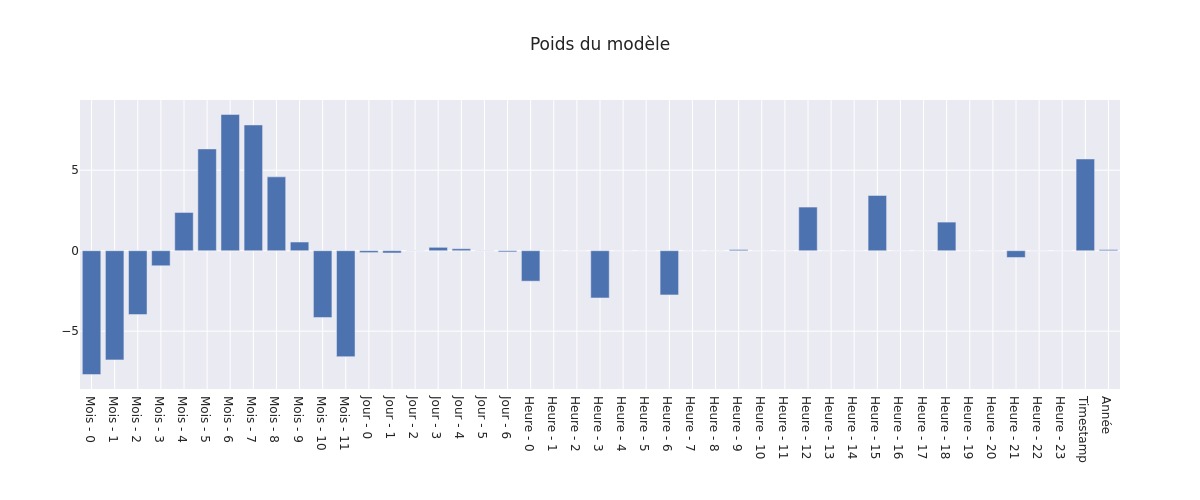 Poids du modèle
5
0
−5
Mois - 0
Mois - 1
Mois - 2
Mois - 3
Mois - 4
Mois - 5
Mois - 6
Mois - 7
Mois - 8
Mois - 9
Mois - 10
Mois - 11
Jour - 0
Jour - 1
Jour - 2
Jour - 3
Jour - 4
Jour - 5
Jour - 6
Heure - 0
Heure - 1
Heure - 2
Heure - 3
Heure - 4
Heure - 5
Heure - 6
Heure - 7
Heure - 8
Heure - 9
Heure - 10
Heure - 11
Heure - 12
Heure - 13
Heure - 14
Heure - 15
Heure - 16
Heure - 17
Heure - 18
Heure - 19
Heure - 20
Heure - 21
Heure - 22
Heure - 23
Timestamp
Année